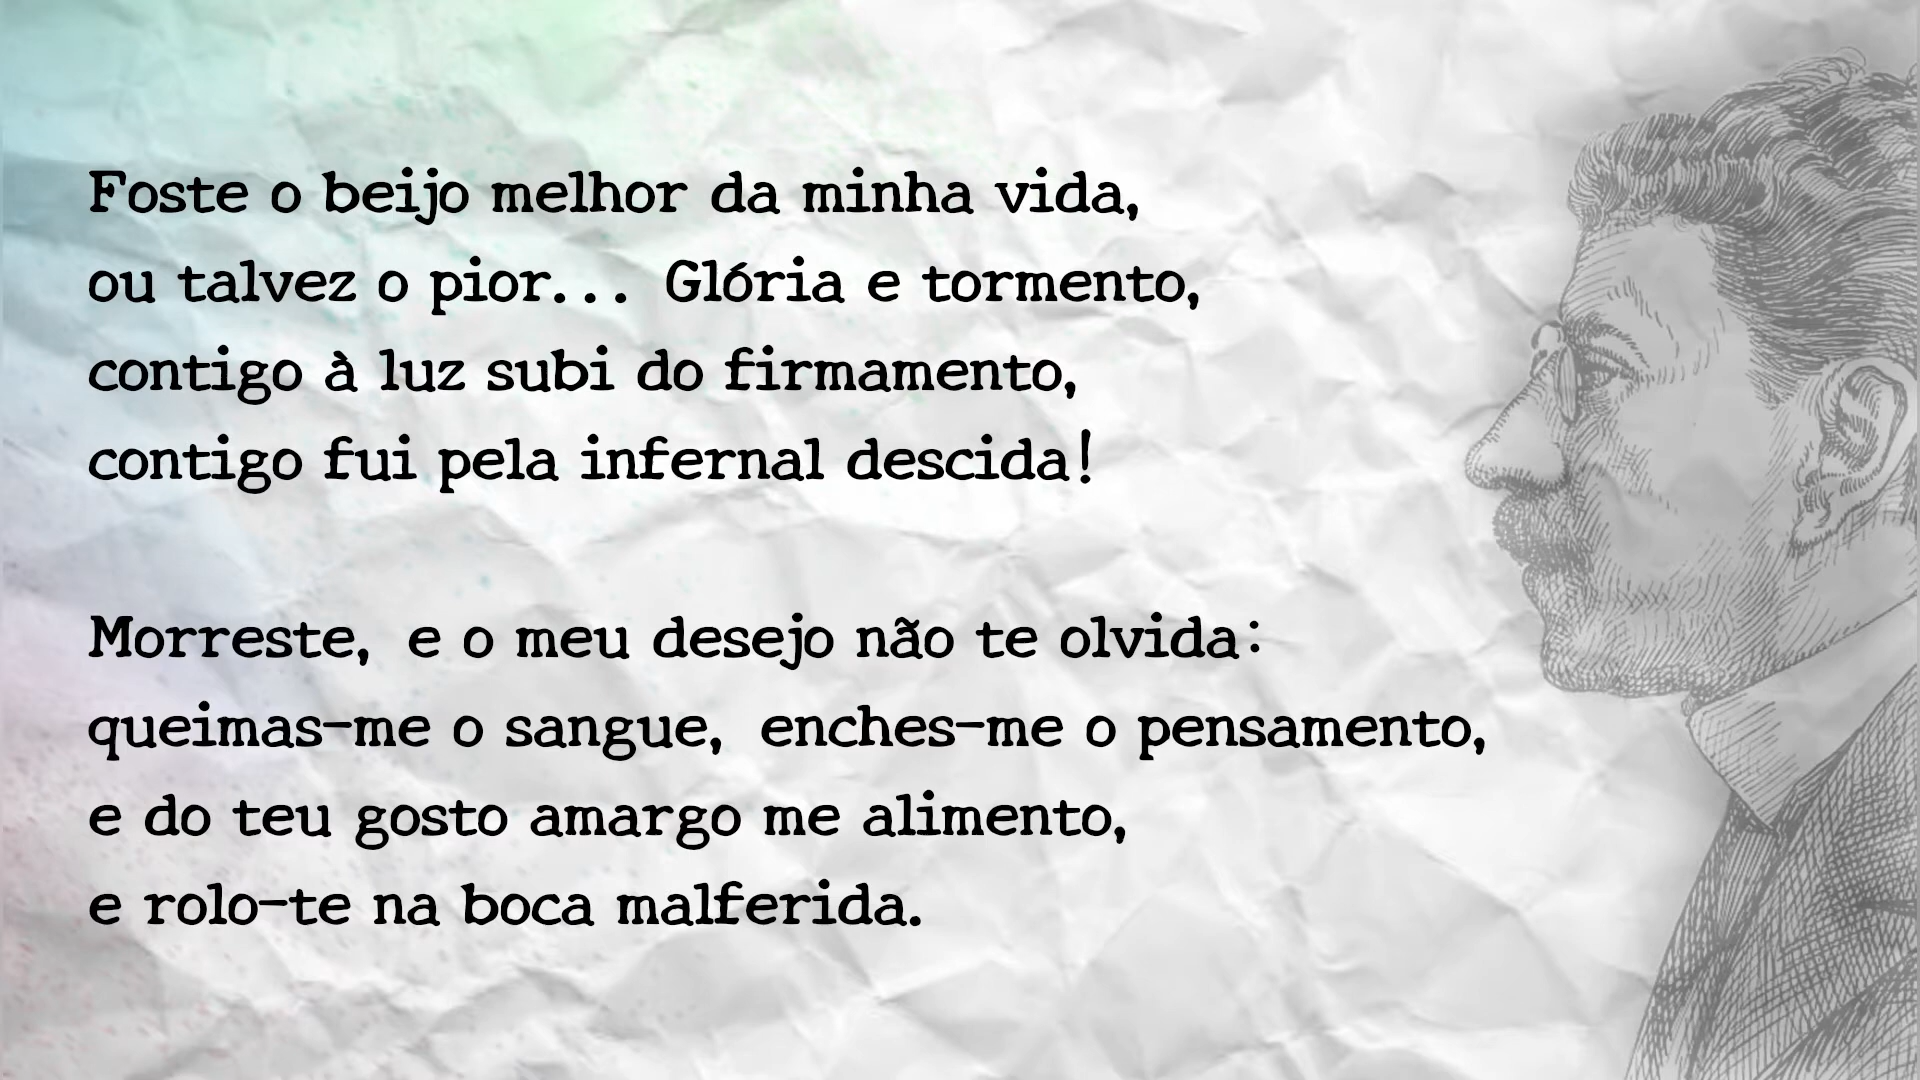 Foste o beijo melhor da minha vida,
ou talvez o pior... Glória e tormento,
contigo à luz subi do firmamento,
contigo fui pela infernal descida!
Morreste, e o meu desejo não te olvida:
queimas-me o sangue, enches-me o pensamento,
e do teu gosto amargo me alimento,
e rolo-te na boca malferida.